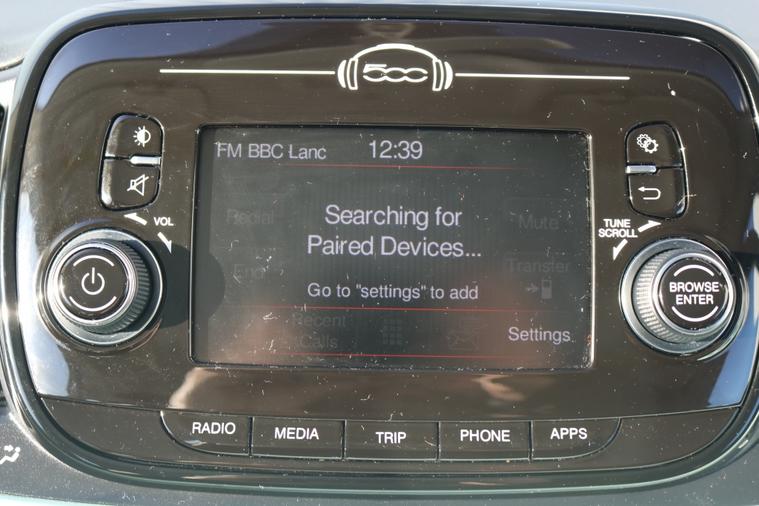 500
FM BBC Lanc 12:39
VOL
TUNE
SCROLL
Redial
Searching for
Paired Devices...
Mute
End
Transfer
Go to "settings" to add
BROWSE
ENTER
Recent
Calls
Settings
RADIO MEDIA TRIP PHONE APPS